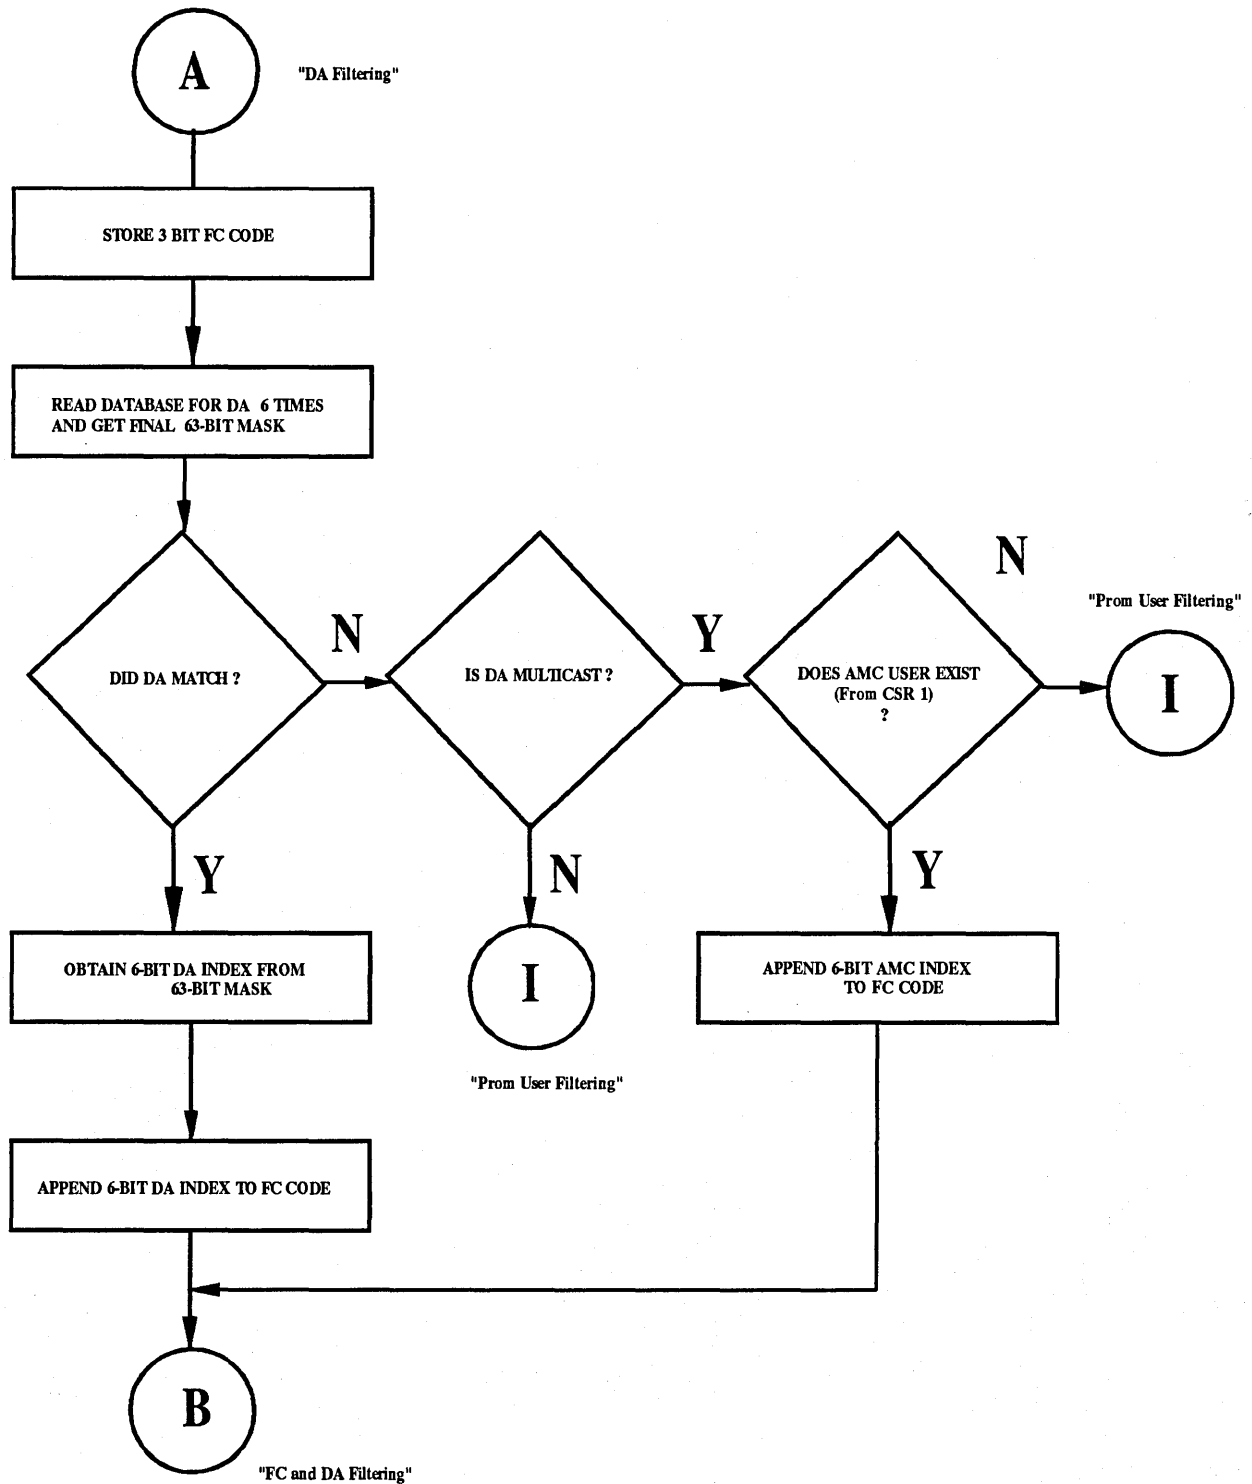 A
"DA Filtering"
STORE 3 BIT FC CODE
READ DATABASE FOR DA 6 TIMES
AND GET FINAL 63-BIT MASK
DID DA MATCH ?
N
IS DA MULTICAST ?
Y
DOES AMC USER EXIST
(From CSR 1)
?
N
"Prom User Filtering"
I
Y
N
Y
OBTAIN 6-BIT DA INDEX FROM
63-BIT MASK
I
"Prom User Filtering"
APPEND 6-BIT AMC INDEX
TO FC CODE
APPEND 6-BIT DA INDEX TO FC CODE
B
"FC and DA Filtering"